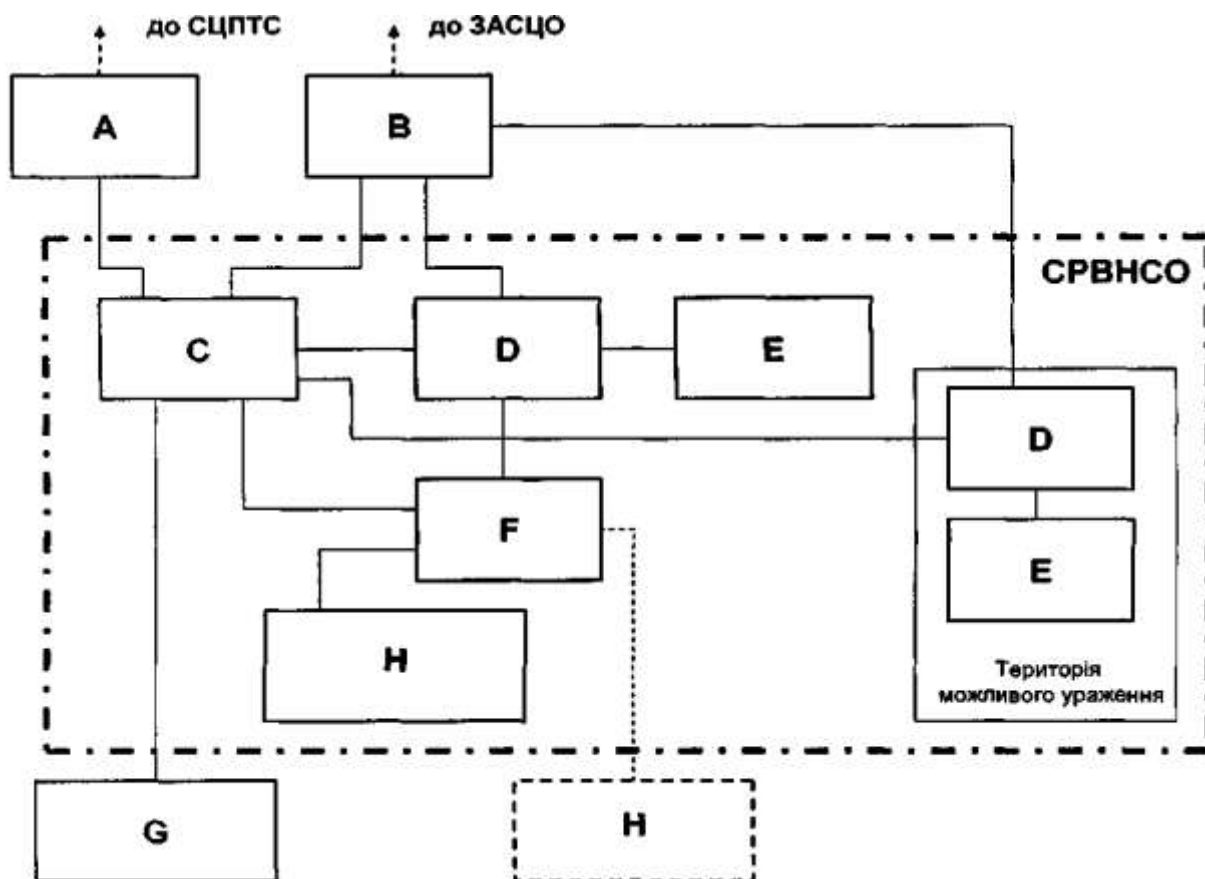 до СЦПТС
до ЗАСЦО
A
B
СРВНСО
C
D
E
D
F
E
H
Територія
можливого ураження
G
H